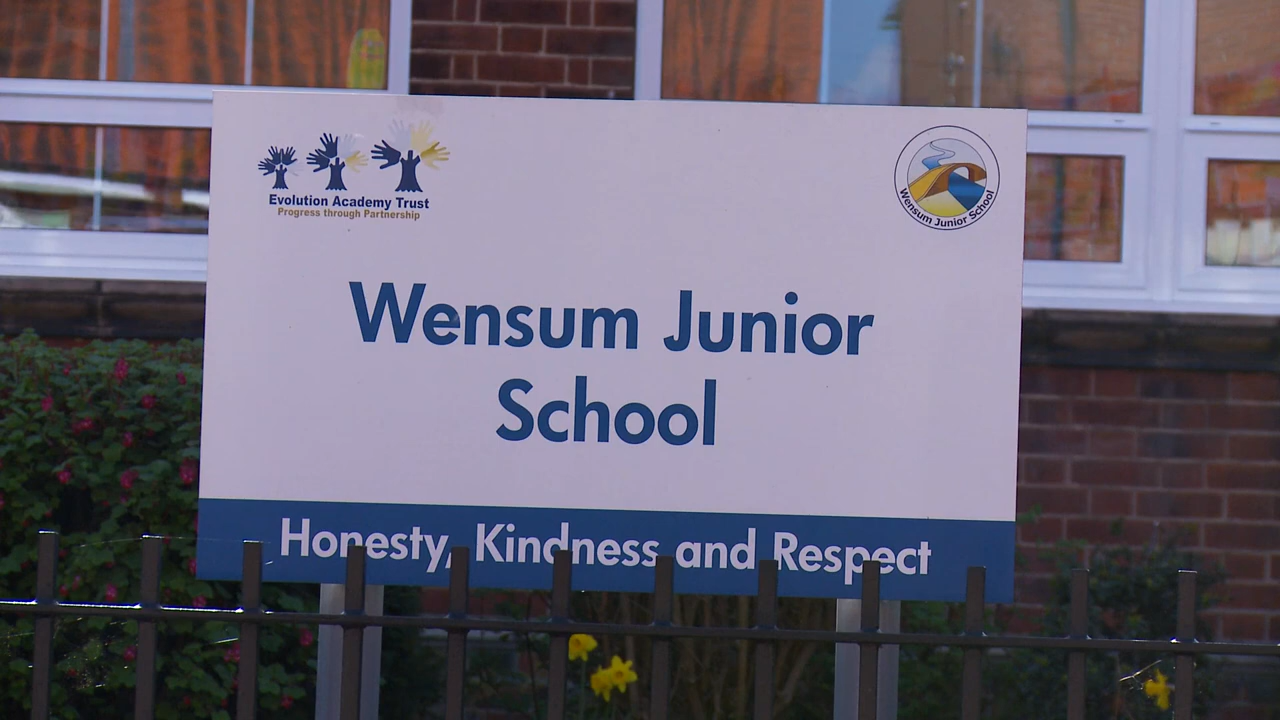 Evolution Academy Trust
Progress through Partnership
Wensum Junior School
Wensum Junior
School
Honesty, Kindness and Respect